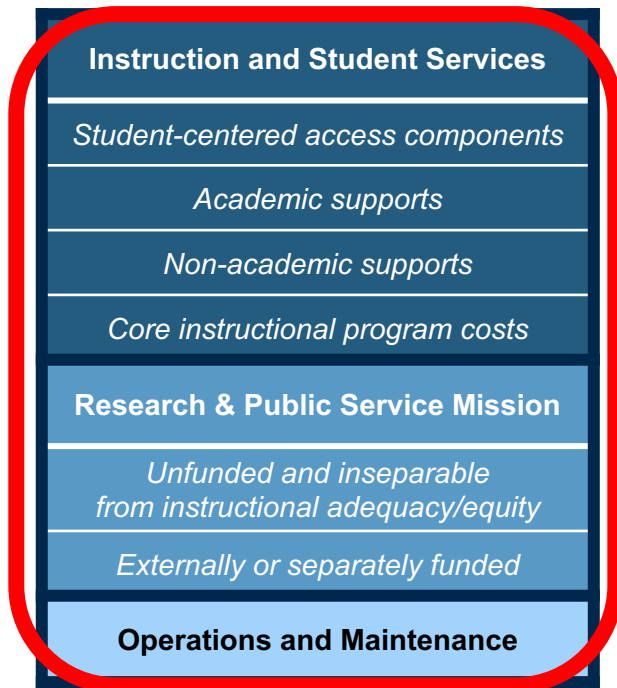 Instruction and Student Services
Student-centered access components
Academic supports
Non-academic supports
Core instructional program costs
Research & Public Service Mission
Unfunded and inseparable
from instructional adequacy/equity
Externally or separately funded
Operations and Maintenance